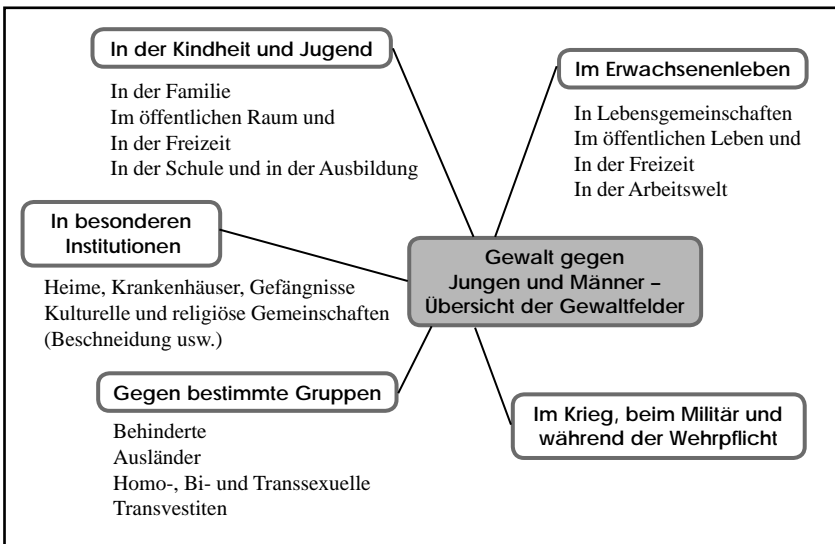 In der Kindheit und Jugend
In der Familie
Im öffentlichen Raum und
In der Freizeit
In der Schule und in der Ausbildung
Im Erwachsenenleben
In Lebensgemeinschaften
Im öffentlichen Leben und
In der Freizeit
In der Arbeitswelt
In besonderen
Institutionen
Heime, Krankenhäuser, Gefängnisse
Kulturelle und religiöse Gemeinschaften
(Beschneidung usw.)
Gewalt gegen
Jungen und Männer –
Übersicht der Gewaltfelder
Gegen bestimmte Gruppen
Behinderte
Ausländer
Homo-, Bi- und Transsexuelle
Transvestiten
Im Krieg, beim Militär und
während der Wehrpflicht